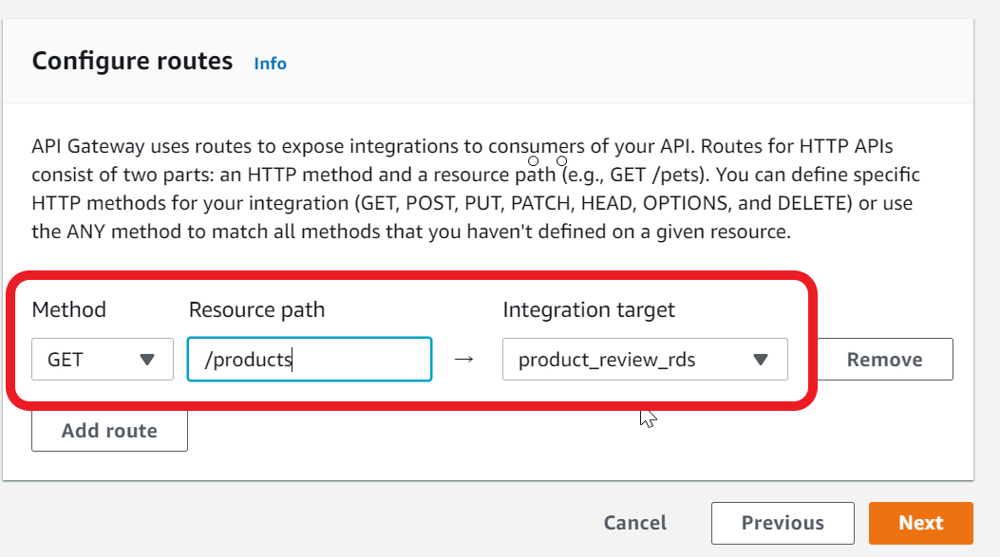 Configure routes Info
API Gateway uses routes to expose integrations to consumers of your API. Routes for HTTP APIs
consist of two parts: an HTTP method and a resource path (e.g., GET /pets). You can define specific
HTTP methods for your integration (GET, POST, PUT, PATCH, HEAD, OPTIONS, and DELETE) or use
the ANY method to match all methods that you haven't defined on a given resource.
Method Resource path Integration target
GET /products → product_review_rds Remove
Add route
Cancel Previous Next